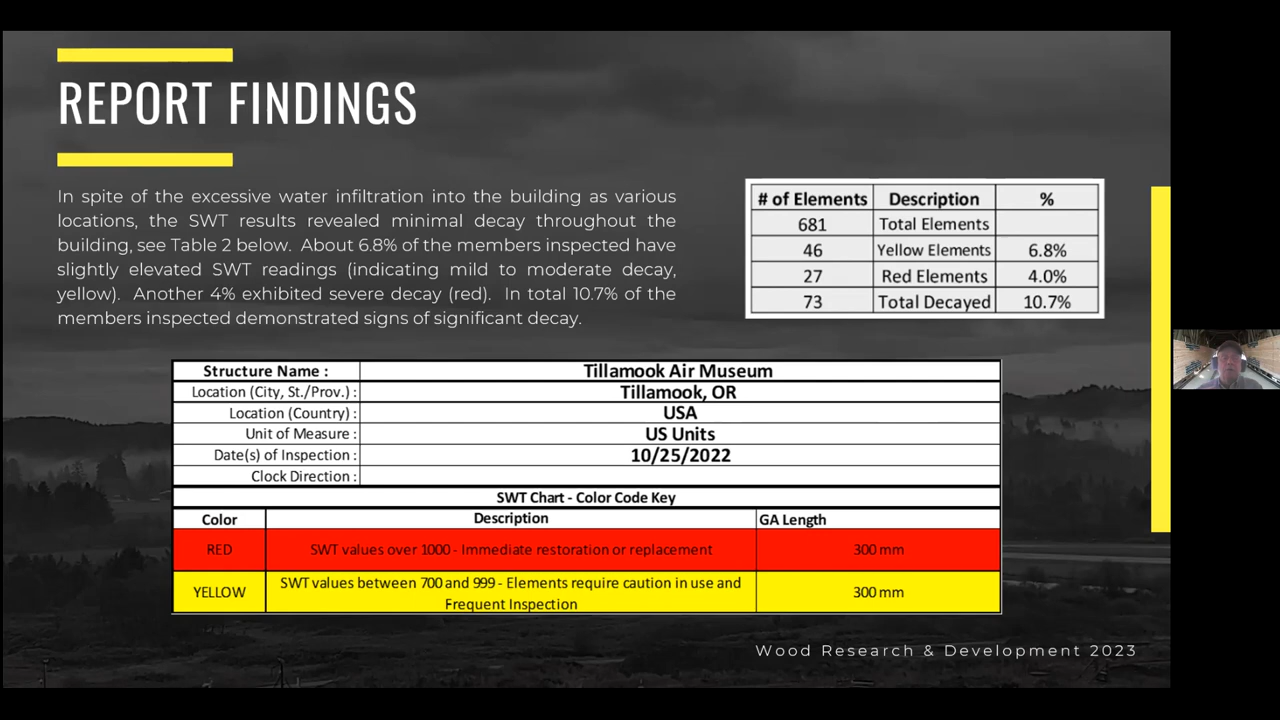 REPORT FINDINGS
In spite of the excessive water infiltration into the building as various
locations, the SWT results revealed minimal decay throughout the
building, see Table 2 below. About 6.8% of the members inspected have
slightly elevated SWT readings (indicating mild to moderate decay,
yellow). Another 4% exhibited severe decay (red). In total 10.7% of the
members inspected demonstrated signs of significant decay.
# of Elements Description %
681 Total Elements
46 Yellow Elements 6.8%
27 Red Elements 4.0%
73 Total Decayed 10.7%
Structure Name : Tillamook Air Museum
Location (City, St./Prov.) : Tillamook, OR
Location (Country) : USA
Unit of Measure : US Units
Date(s) of Inspection : 10/25/2022
Clock Direction :
SWT Chart - Color Code Key
Color Description GA Length
RED SWT values over 1000 - Immediate restoration or replacement 300 mm
YELLOW SWT values between 700 and 999 - Elements require caution in use and
Frequent Inspection 300 mm
Wood Research & Development 2023